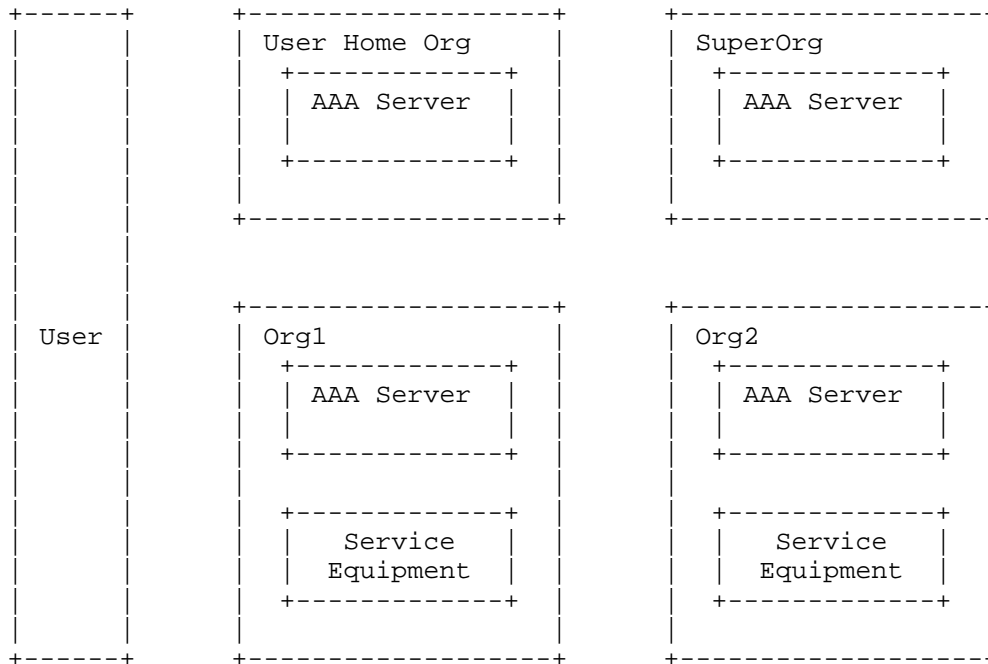 User Home Org SuperOrg
AAA Server AAA Server
User Org1 Org2
AAA Server AAA Server
Service Service
Equipment Equipment